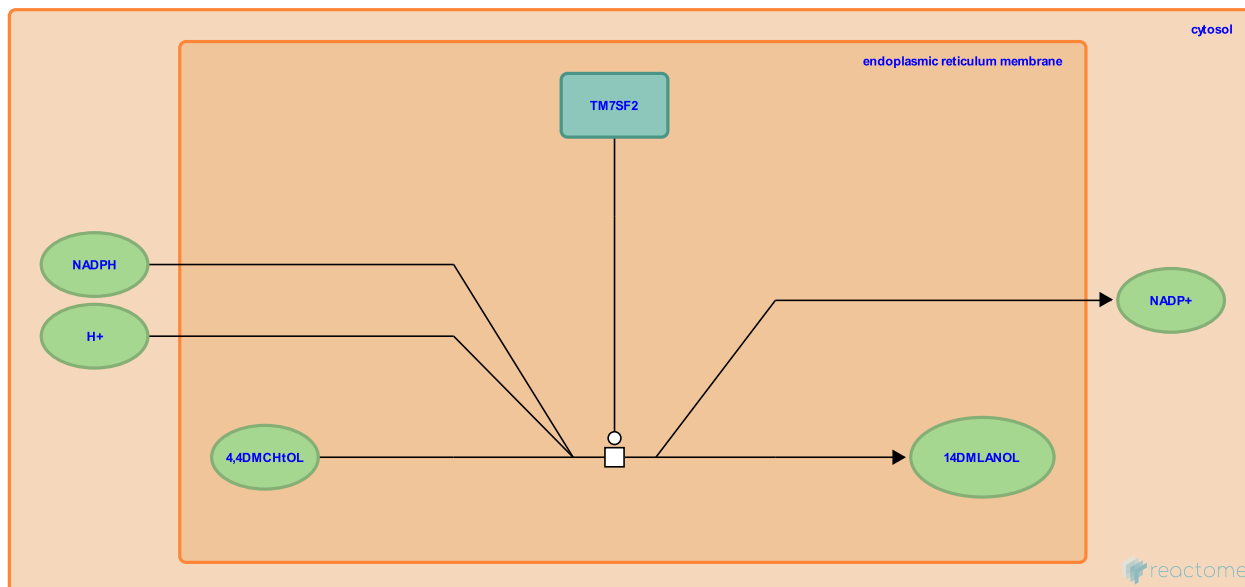 cytosol
endoplasmic reticulum membrane
TM7SF2
NADPH
NADP+
H+
4,4DMCHtOL
14DMLANOL
reactome